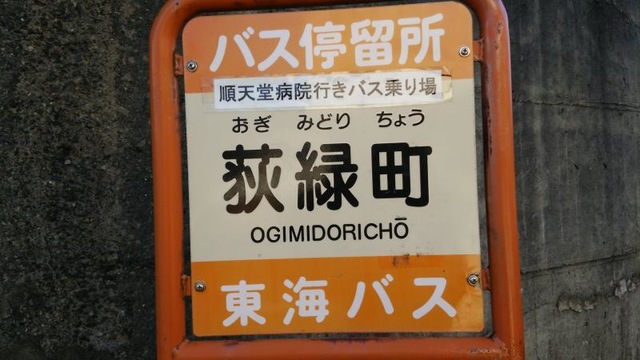 バス停留所
順天堂病院行きバス乗り場
おぎ みどり ちょう
荻緑町
OGIMIDORICHŌ
東海バス